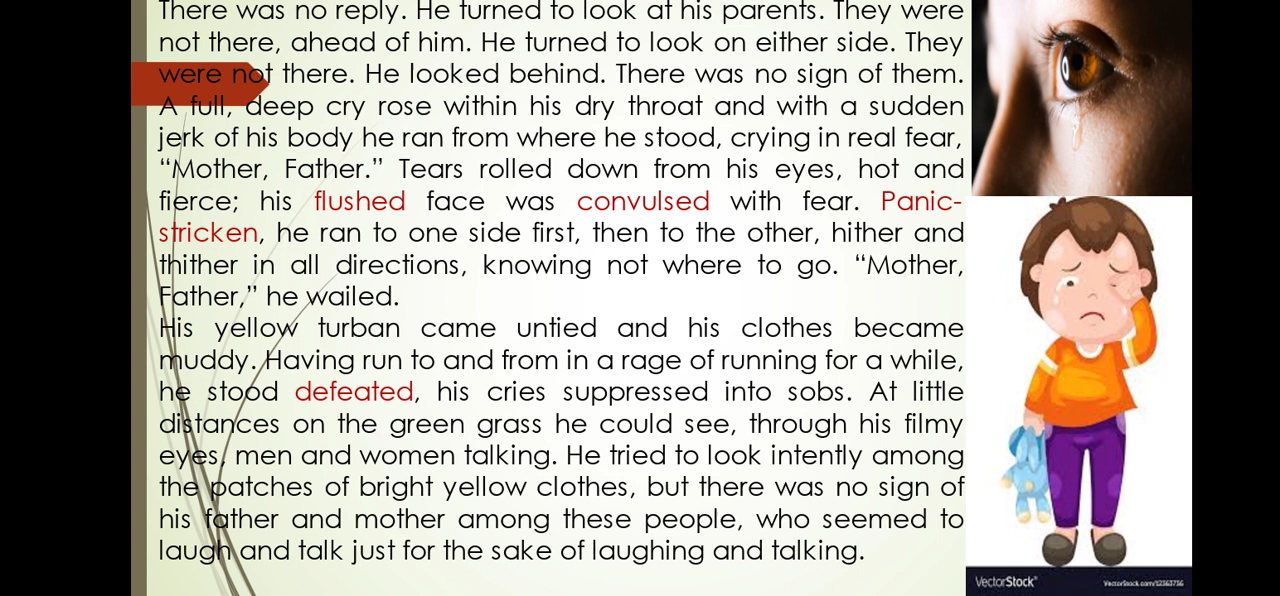 There was no reply. He turned to look at his parents. They were
not there, ahead of him. He turned to look on either side. They
were not there. He looked behind. There was no sign of them.
A full, deep cry rose within his dry throat and with a sudden
jerk of his body he ran from where he stood, crying in real fear,
“Mother, Father.” Tears rolled down from his eyes, hot and
fierce; his flushed face was convulsed with fear. Panic-
stricken, he ran to one side first, then to the other, hither and
thither in all directions, knowing not where to go. “Mother,
Father,” he wailed.
His yellow turban came untied and his clothes became
muddy. Having run to and from in a rage of running for a while,
he stood defeated, his cries suppressed into sobs. At little
distances on the green grass he could see, through his filmy
eyes, men and women talking. He tried to look intently among
the patches of bright yellow clothes, but there was no sign of
his father and mother among these people, who seemed to
laugh and talk just for the sake of laughing and talking.
VectorStock®
VectorStock.com/12363756